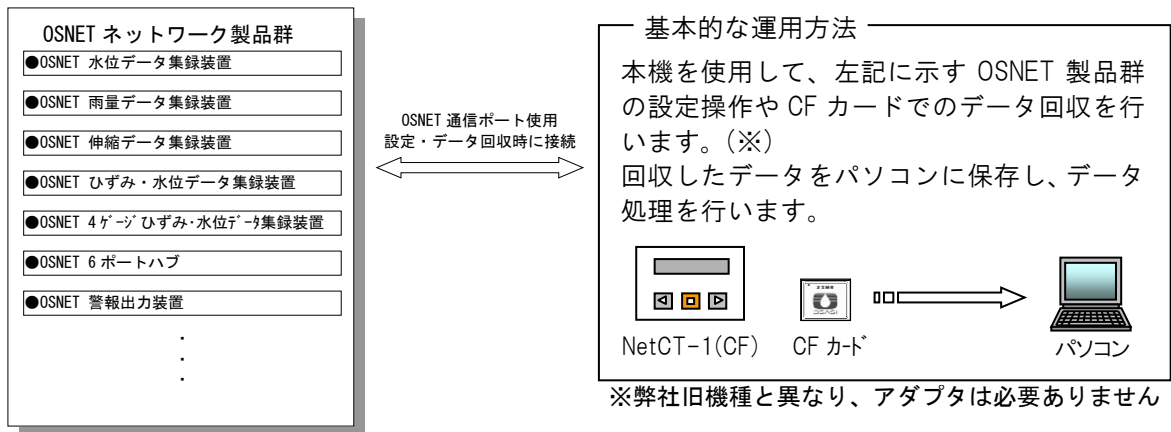 OSNET ネットワーク製品群
●OSNET 水位データ集録装置
●OSNET 雨量データ集録装置
●OSNET 伸縮データ集録装置
●OSNET ひずみ・水位データ集録装置
●OSNET 4ｹﾞｰｼﾞひずみ・水位ﾃﾞｰﾀ集録装置
●OSNET 6ポートハブ
●OSNET 警報出力装置
・
・
・
OSNET 通信ポート使用
設定・データ回収時に接続
基本的な運用方法
本機を使用して、左記に示す OSNET 製品群
の設定操作や CF カードでのデータ回収を行
います。(※)
回収したデータをパソコンに保存し、データ
処理を行います。
NetCT-1(CF)
CF ｶｰﾄﾞ
パソコン
※弊社旧機種と異なり、アダプタは必要ありません